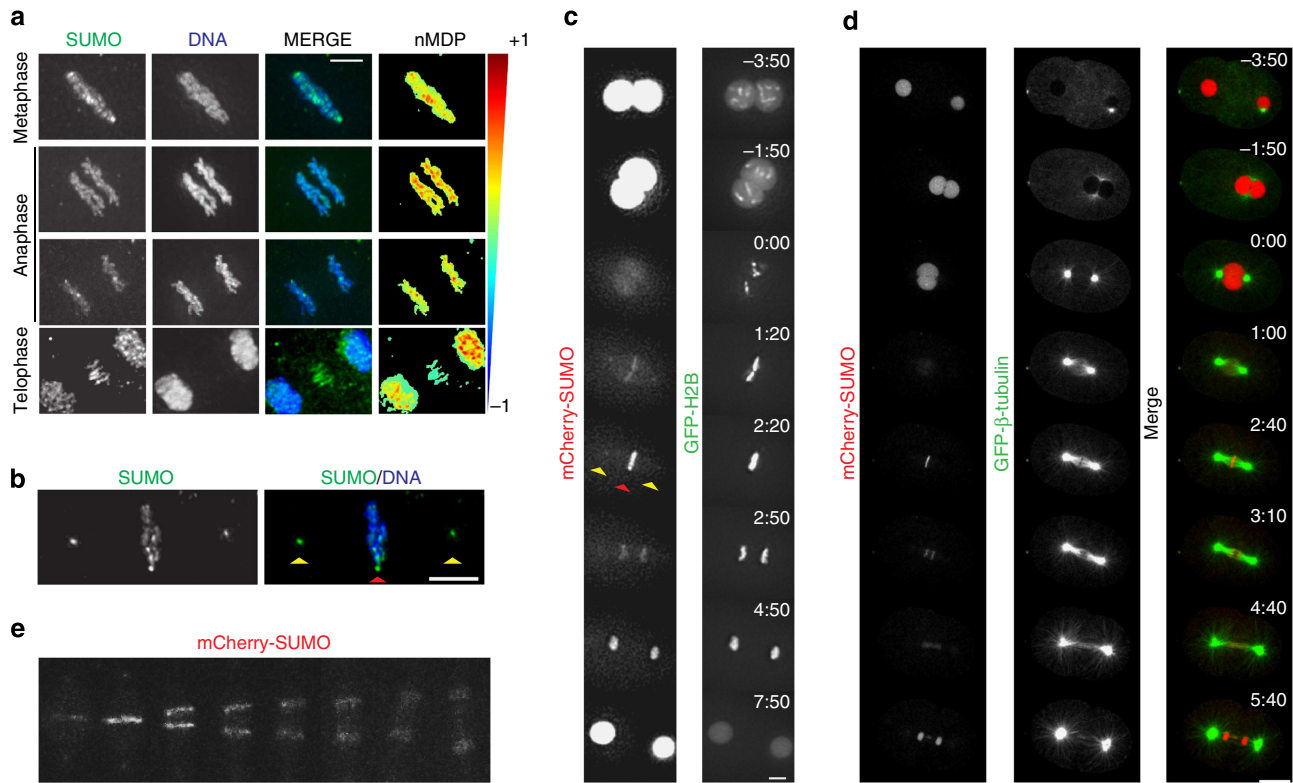 a
SUMO DNA MERGE nMDP +1
Metaphase
Anaphase
Telophase
–1
b
SUMO SUMO/DNA
e
mCherry-SUMO
c
mCherry-SUMO
GFP-H2B
–3:50
–1:50
0:00
1:20
2:20
2:50
4:50
7:50
d
mCherry-SUMO
GFP-β-tubulin
Merge
–3:50
–1:50
0:00
1:00
2:40
3:10
4:40
5:40